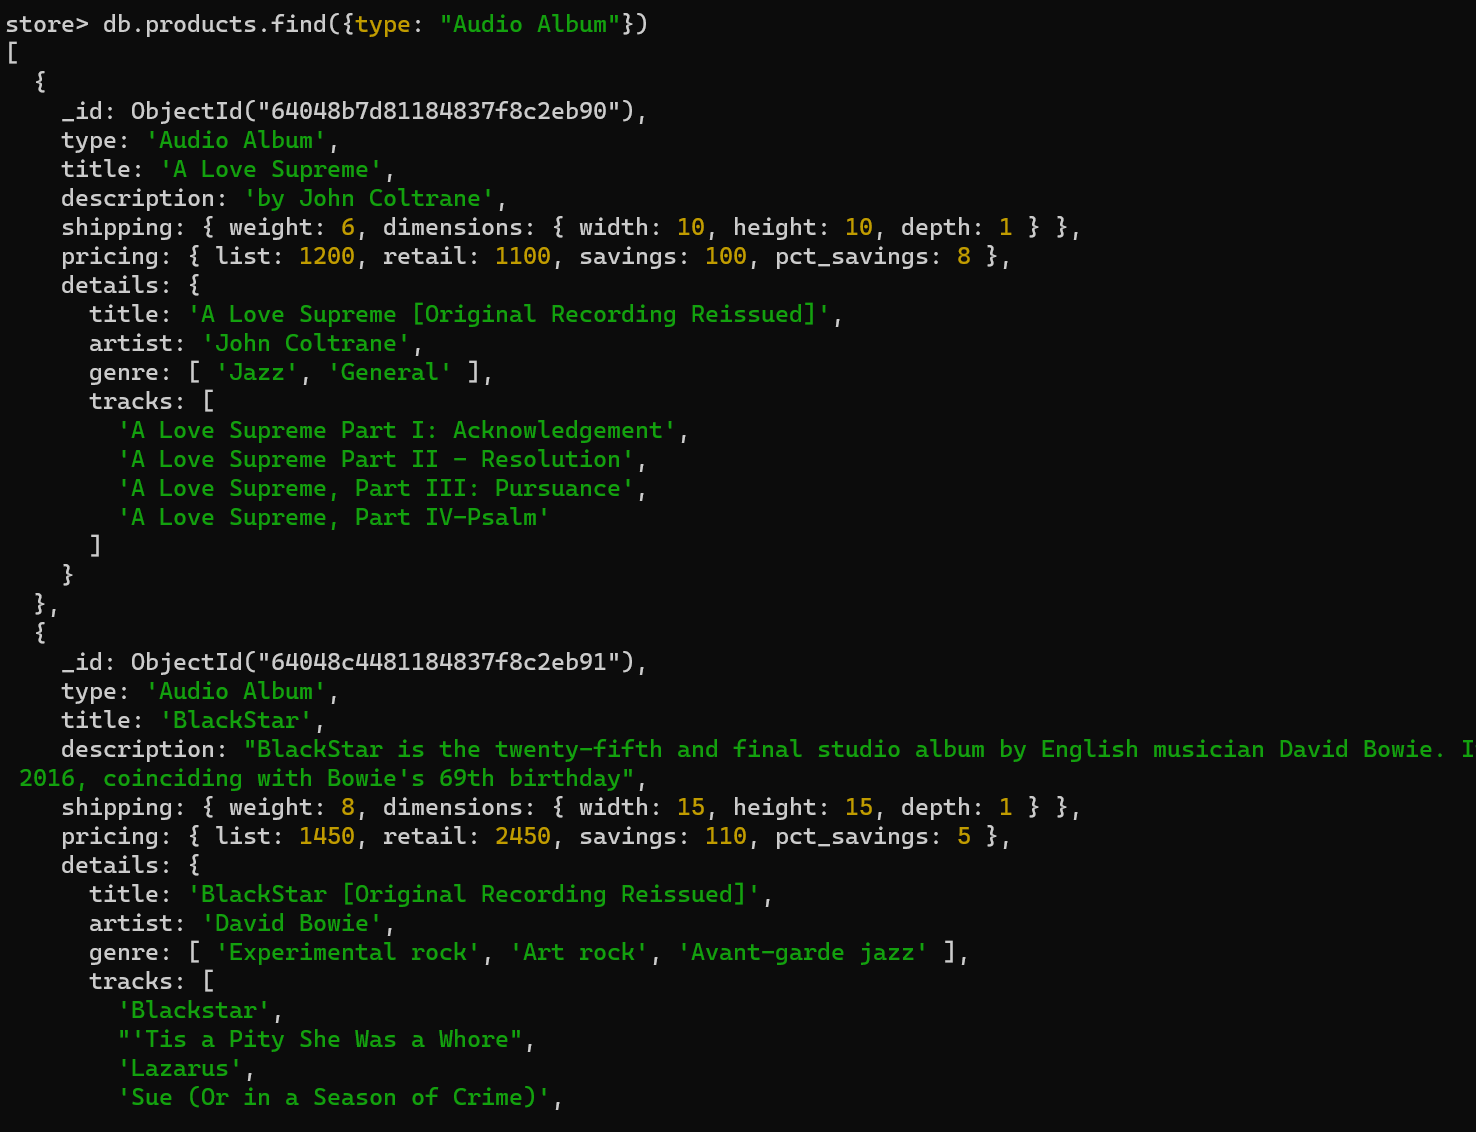 store> db.products.find({type: "Audio Album"})
[
  {
    _id: ObjectId("64048b7d81184837f8c2eb90"),
    type: 'Audio Album',
    title: 'A Love Supreme',
    description: 'by John Coltrane',
    shipping: { weight: 6, dimensions: { width: 10, height: 10, depth: 1 } },
    pricing: { list: 1200, retail: 1100, savings: 100, pct_savings: 8 },
    details: {
      title: 'A Love Supreme [Original Recording Reissued]',
      artist: 'John Coltrane',
      genre: [ 'Jazz', 'General' ],
      tracks: [
        'A Love Supreme Part I: Acknowledgement',
        'A Love Supreme Part II - Resolution',
        'A Love Supreme, Part III: Pursuance',
        'A Love Supreme, Part IV-Psalm'
      ]
    }
  },
  {
    _id: ObjectId("64048c4481184837f8c2eb91"),
    type: 'Audio Album',
    title: 'BlackStar',
    description: "BlackStar is the twenty-fifth and final studio album by English musician David Bowie. I
 2016, coinciding with Bowie's 69th birthday",
    shipping: { weight: 8, dimensions: { width: 15, height: 15, depth: 1 } },
    pricing: { list: 1450, retail: 2450, savings: 110, pct_savings: 5 },
    details: {
      title: 'BlackStar [Original Recording Reissued]',
      artist: 'David Bowie',
      genre: [ 'Experimental rock', 'Art rock', 'Avant-garde jazz' ],
      tracks: [
        'Blackstar',
        "'Tis a Pity She Was a Whore",
        'Lazarus',
        'Sue (Or in a Season of Crime)',